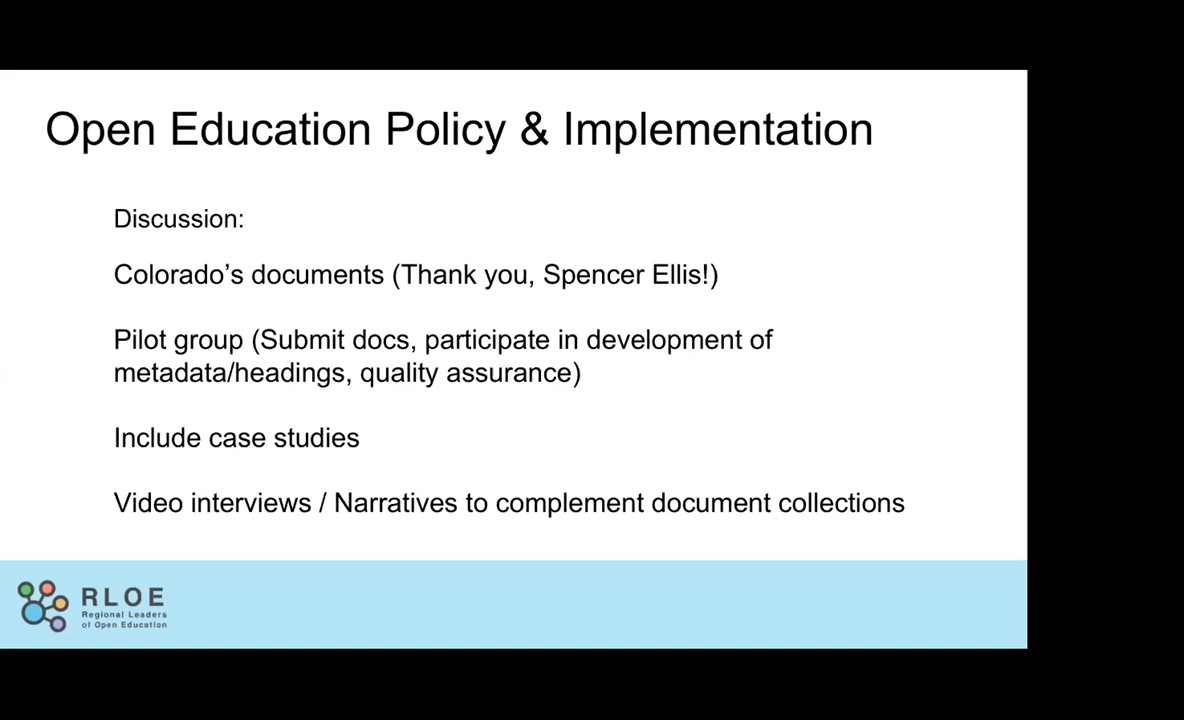 Open Education Policy & Implementation
Discussion:
Colorado’s documents (Thank you, Spencer Ellis!)
Pilot group (Submit docs, participate in development of
metadata/headings, quality assurance)
Include case studies
Video interviews / Narratives to complement document collections
RLOE
Regional Leaders
of Open Education